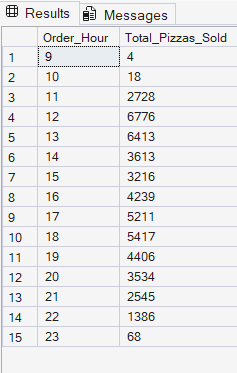 Results Messages
Order_Hour Total_Pizzas_Sold
1 9 4
2 10 18
3 11 2728
4 12 6776
5 13 6413
6 14 3613
7 15 3216
8 16 4239
9 17 5211
10 18 5417
11 19 4406
12 20 3534
13 21 2545
14 22 1386
15 23 68